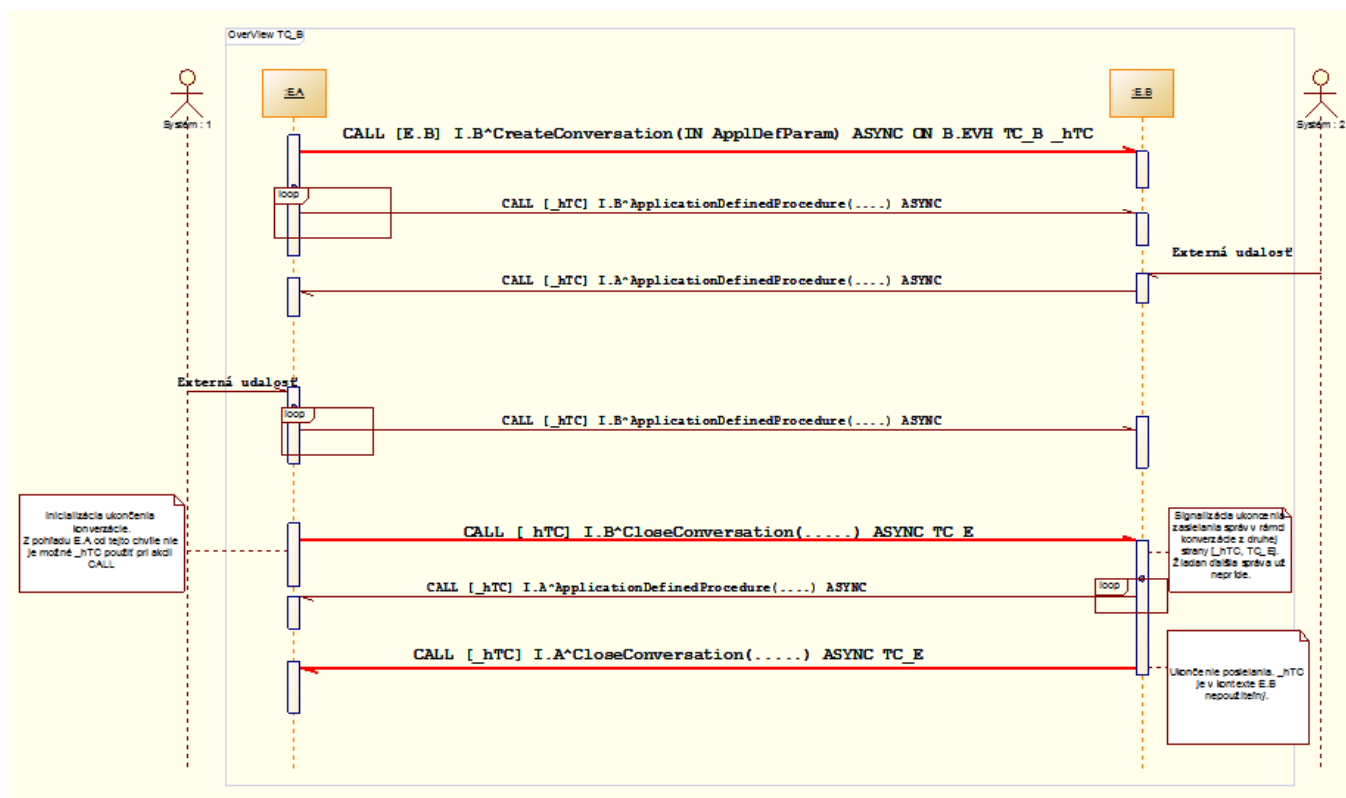 OverView TC_B
:E.A
:E.B
Systém : 1
Systém : 2
CALL [E.B] I.B^CreateConversation(IN ApplDefParam) ASYNC ON B.EVH TC_B _hTC
loop
CALL [_hTC] I.B^ApplicationDefinedProcedure(....) ASYNC
Externá udalosť
CALL [_hTC] I.A^ApplicationDefinedProcedure(....) ASYNC
Externá udalosť
loop
CALL [_hTC] I.B^ApplicationDefinedProcedure(....) ASYNC
Inicializácia ukončenia
konverzácie.
Z pohľadu E.A od tejto chvíle nie
je možné _hTC použiť pri akcii
CALL
CALL [_hTC] I.B^CloseConversation(.....) ASYNC TC_E
Signalizácia ukončenia
zasielania správ v rámci
konverzácie z druhej
strany [_hTC, TC_E].
Žiadan ďalšia správa už
nepríde.
loop
CALL [_hTC] I.A^ApplicationDefinedProcedure(....) ASYNC
CALL [_hTC] I.A^CloseConversation(.....) ASYNC TC_E
Ukončenie posielania. _hTC
je v kontexte E.B
nepoužiteľný.